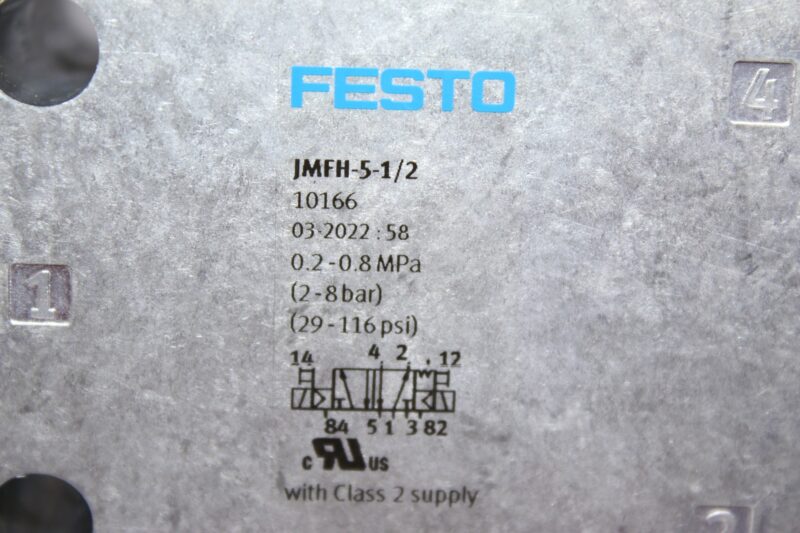 FESTO
4
JMFH-5-1/2
10166
03-2022 : 58
0.2 - 0.8 MPa
1
(2 - 8 bar)
(29 - 116 psi)
14 4 2 12
84 5 1 3 82
c RU US
with Class 2 supply